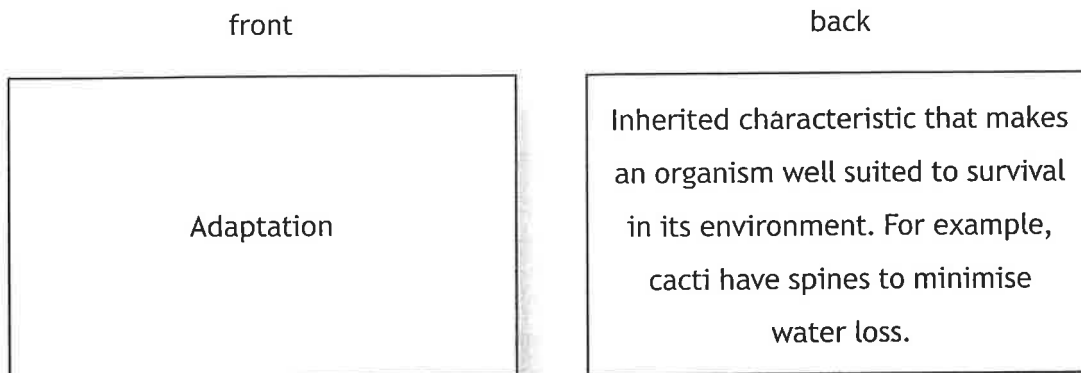 front
back
Adaptation
Inherited characteristic that makes
an organism well suited to survival
in its environment. For example,
cacti have spines to minimise
water loss.